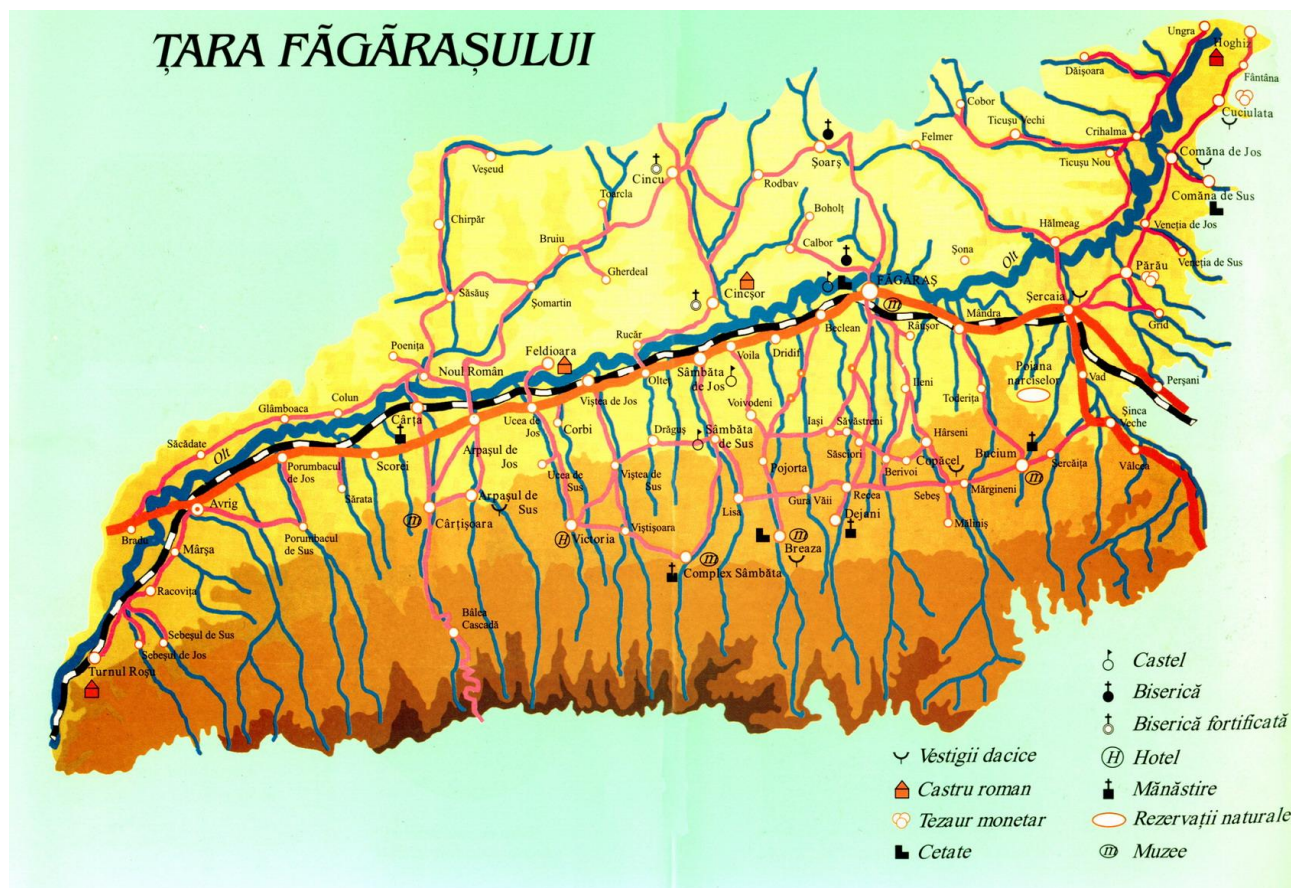 ȚARA FÃGÃRAȘULUI
Ungra
Hoghiz
Dăișoara
Fântâna
Cobor
Cuciulata
Ticușu Vechi
Crihalma
Felmer
Veșeud
Cincu
Șoarș
Ticușu Nou
Comăna de Jos
Rodbav
Toarcla
Comăna de Sus
Boholț
Chirpăr
Hălmeag
Veneția de Jos
Bruiu
Calbor
Șona
Olt
Veneția de Sus
Gherdeal
Părău
FĂGĂRAȘ
Săsăuș
Șomartin
Cincșor
Șercaia
m
Mândra
Grid
Beclean
Râușor
Rucăr
Poenița
Feldioara
Voila
Dridif
Noul Român
Olteț
Sâmbăta
de Jos
Poiana
narciselor
Vad
Perșani
Viștea de Jos
Ileni
Toderița
Glâmboaca
Colun
Cârța
Ucea de
Jos
Corbi
Voivodeni
Iași
Săvăstreni
Șinca
Veche
Săcădate
Olt
Drăguș
Sâmbăta
de Sus
Hârseni
Arpașul de
Jos
Săsciori
Bucium
Șercăița
Vâlcea
Porumbacul
de Jos
Scorei
Ucea de
Sus
Viștea de
Sus
Pojorta
Berivoi
Copăcel
m
Sărata
Gura Văii
Recea
Sebeș
Mărgineni
Avrig
Arpașul de
Sus
Lisa
Cârțișoara
m
Dejani
Măliniș
Bradu
Porumbacul
de Sus
H
Victoria
Viștișoara
m
Breaza
Mârșa
m
Complex Sâmbăta
Racovița
Bâlea
Cascadă
Sebeșul de Sus
Sebeșul de Jos
Turnul Roșu
Castel
Biserică
Biserică fortificată
Vestigii dacice
H Hotel
Castru roman
Mănăstire
Tezaur monetar
Rezervații naturale
Cetate
m Muzee